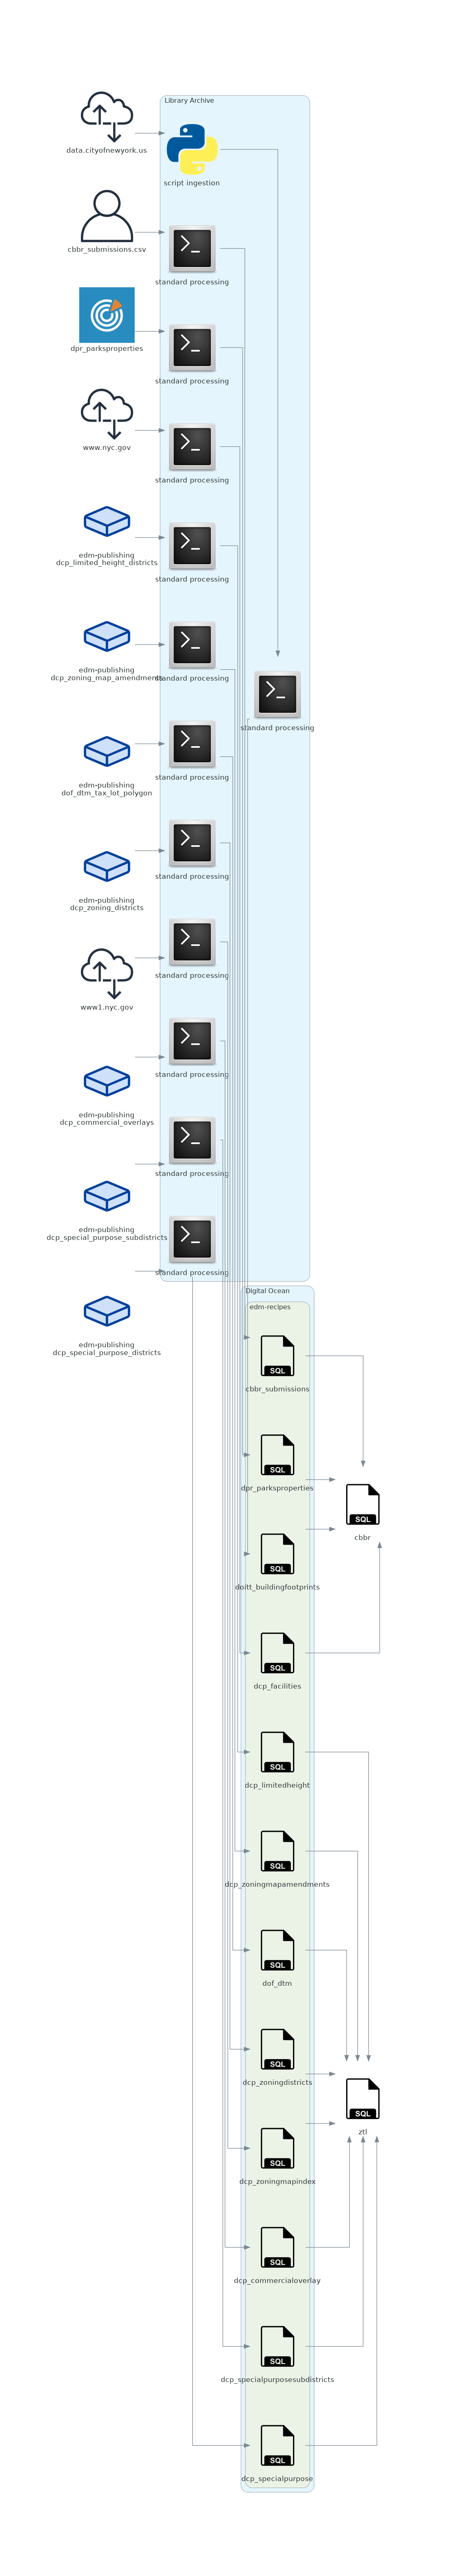 Library Archive
data.cityofnewyork.us
script ingestion
cbbr_submissions.csv
standard processing
dpr_parksproperties
standard processing
www.nyc.gov
standard processing
edm-publishing
dcp_limited_height_districts
standard processing
edm-publishing
dcp_zoning_map_amendments
standard processing
standard processing
edm-publishing
dof_dtm_tax_lot_polygon
standard processing
edm-publishing
dcp_zoning_districts
standard processing
standard processing
www1.nyc.gov
standard processing
edm-publishing
dcp_commercial_overlays
standard processing
edm-publishing
dcp_special_purpose_subdistricts
standard processing
edm-publishing
dcp_special_purpose_districts
Digital Ocean
edm-recipes
SQL
cbbr_submissions
SQL
dpr_parksproperties
SQL
cbbr
SQL
doitt_buildingfootprints
SQL
dcp_facilities
SQL
dcp_limitedheight
SQL
dcp_zoningmapamendments
SQL
dof_dtm
SQL
dcp_zoningdistricts
SQL
ztl
SQL
dcp_zoningmapindex
SQL
dcp_commercialoverlay
SQL
dcp_specialpurposesubdistricts
SQL
dcp_specialpurpose